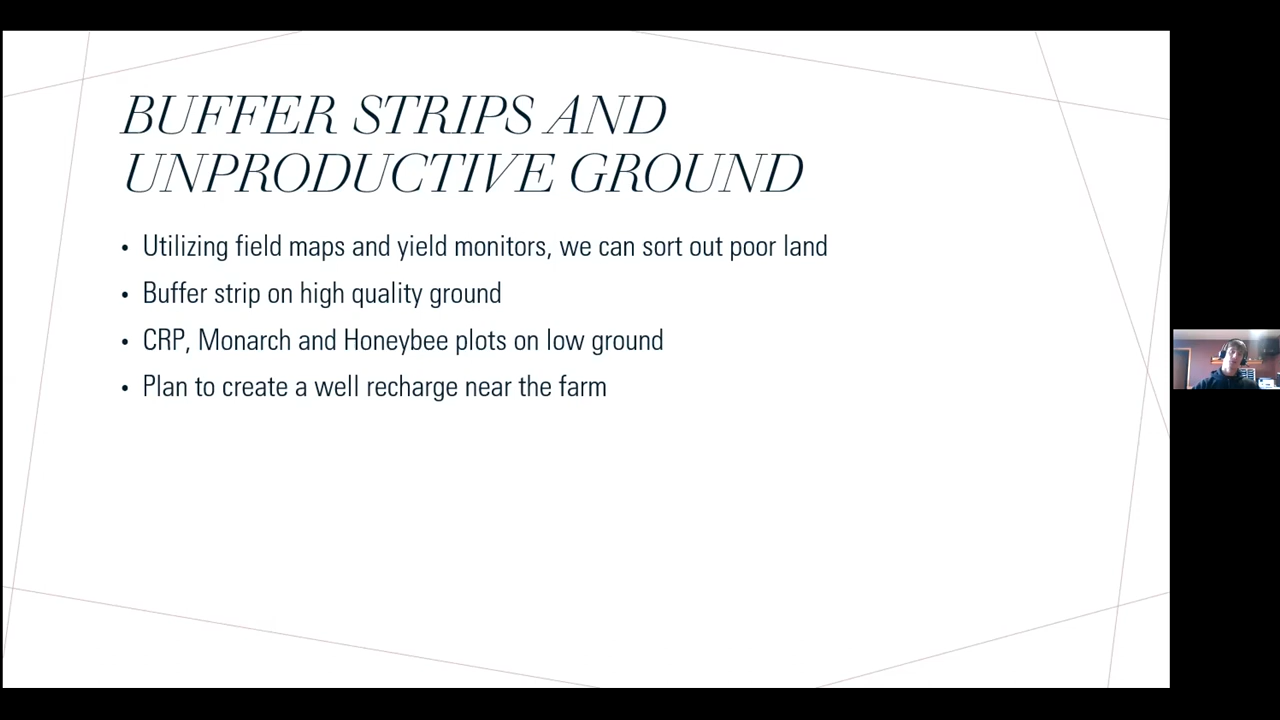 BUFFER STRIPS AND
UNPRODUCTIVE GROUND
• Utilizing field maps and yield monitors, we can sort out poor land
• Buffer strip on high quality ground
• CRP, Monarch and Honeybee plots on low ground
• Plan to create a well recharge near the farm